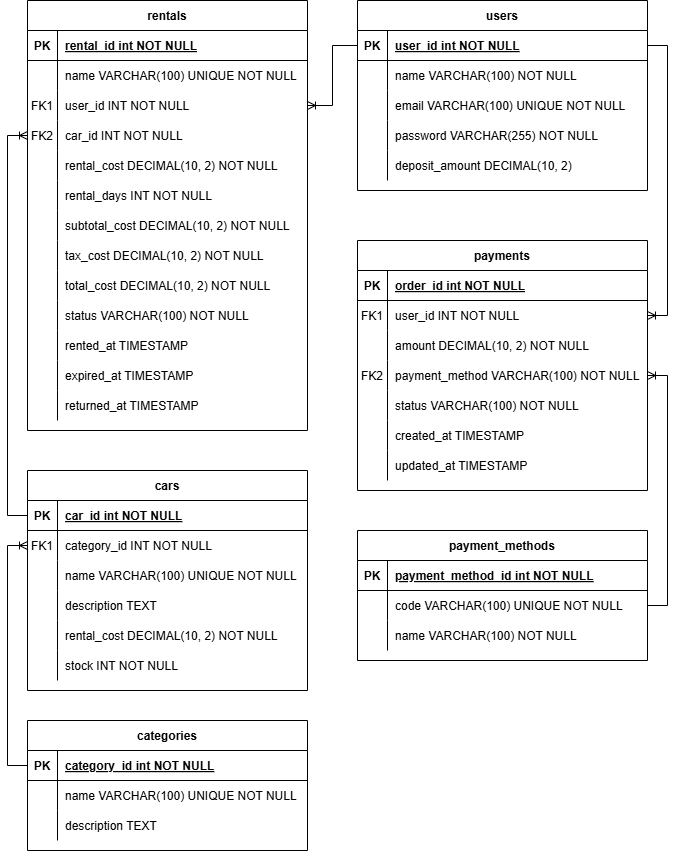 rentals
PK rental_id int NOT NULL
name VARCHAR(100) UNIQUE NOT NULL
FK1 user_id INT NOT NULL
FK2 car_id INT NOT NULL
rental_cost DECIMAL(10, 2) NOT NULL
rental_days INT NOT NULL
subtotal_cost DECIMAL(10, 2) NOT NULL
tax_cost DECIMAL(10, 2) NOT NULL
total_cost DECIMAL(10, 2) NOT NULL
status VARCHAR(100) NOT NULL
rented_at TIMESTAMP
expired_at TIMESTAMP
returned_at TIMESTAMP
cars
PK car_id int NOT NULL
FK1 category_id INT NOT NULL
name VARCHAR(100) UNIQUE NOT NULL
description TEXT
rental_cost DECIMAL(10, 2) NOT NULL
stock INT NOT NULL
categories
PK category_id int NOT NULL
name VARCHAR(100) UNIQUE NOT NULL
description TEXT
users
PK user_id int NOT NULL
name VARCHAR(100) NOT NULL
email VARCHAR(100) UNIQUE NOT NULL
password VARCHAR(255) NOT NULL
deposit_amount DECIMAL(10, 2)
payments
PK order_id int NOT NULL
FK1 user_id INT NOT NULL
amount DECIMAL(10, 2) NOT NULL
FK2 payment_method VARCHAR(100) NOT NULL
status VARCHAR(100) NOT NULL
created_at TIMESTAMP
updated_at TIMESTAMP
payment_methods
PK payment_method_id int NOT NULL
code VARCHAR(100) UNIQUE NOT NULL
name VARCHAR(100) NOT NULL